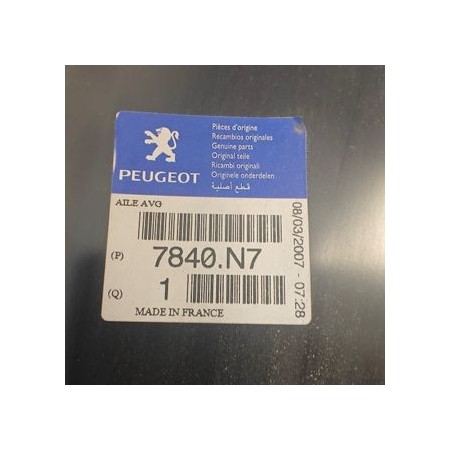 PEUGEOT
Pièces d'origine
Recambios originales
Genuine parts
Original teile
Ricambi originali
Originele onderdelen
قطع أصلية
AILE AVG
(P) 7840.N7
(Q) 1
MADE IN FRANCE
08/03/2007 - 07:28